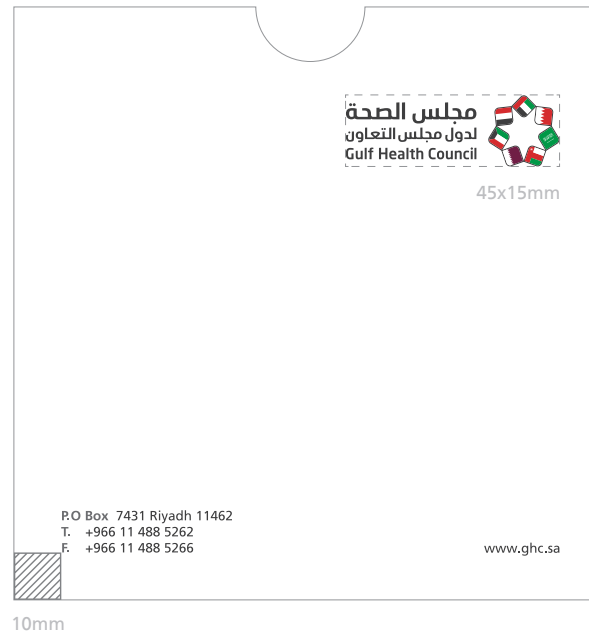 مجلس الصحة
لدول مجلس التعاون
Gulf Health Council
45x15mm
P.O Box 7431 Riyadh 11462
T. +966 11 488 5262
F. +966 11 488 5266
www.ghc.sa
10mm